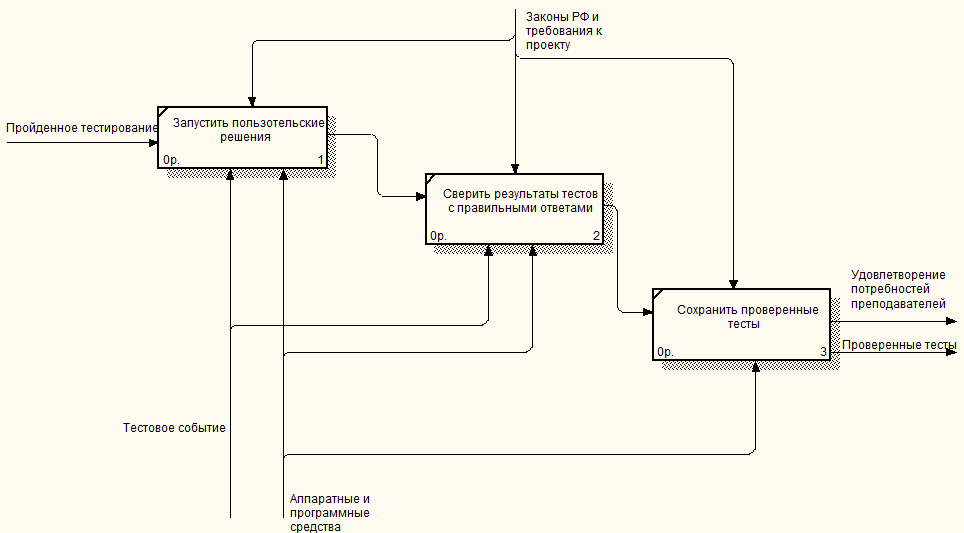 Законы РФ и
требования к
проекту
Пройденное тестирование
Запустить пользотельские
решения
0р.
1
Сверить результаты тестов
с правильными ответами
0р.
2
Удовлетворение
потребностей
преподавателей
Сохранить проверенные
тесты
0р.
3
Проверенные тесты
Тестовое событие
Аппаратные и
программные
средства